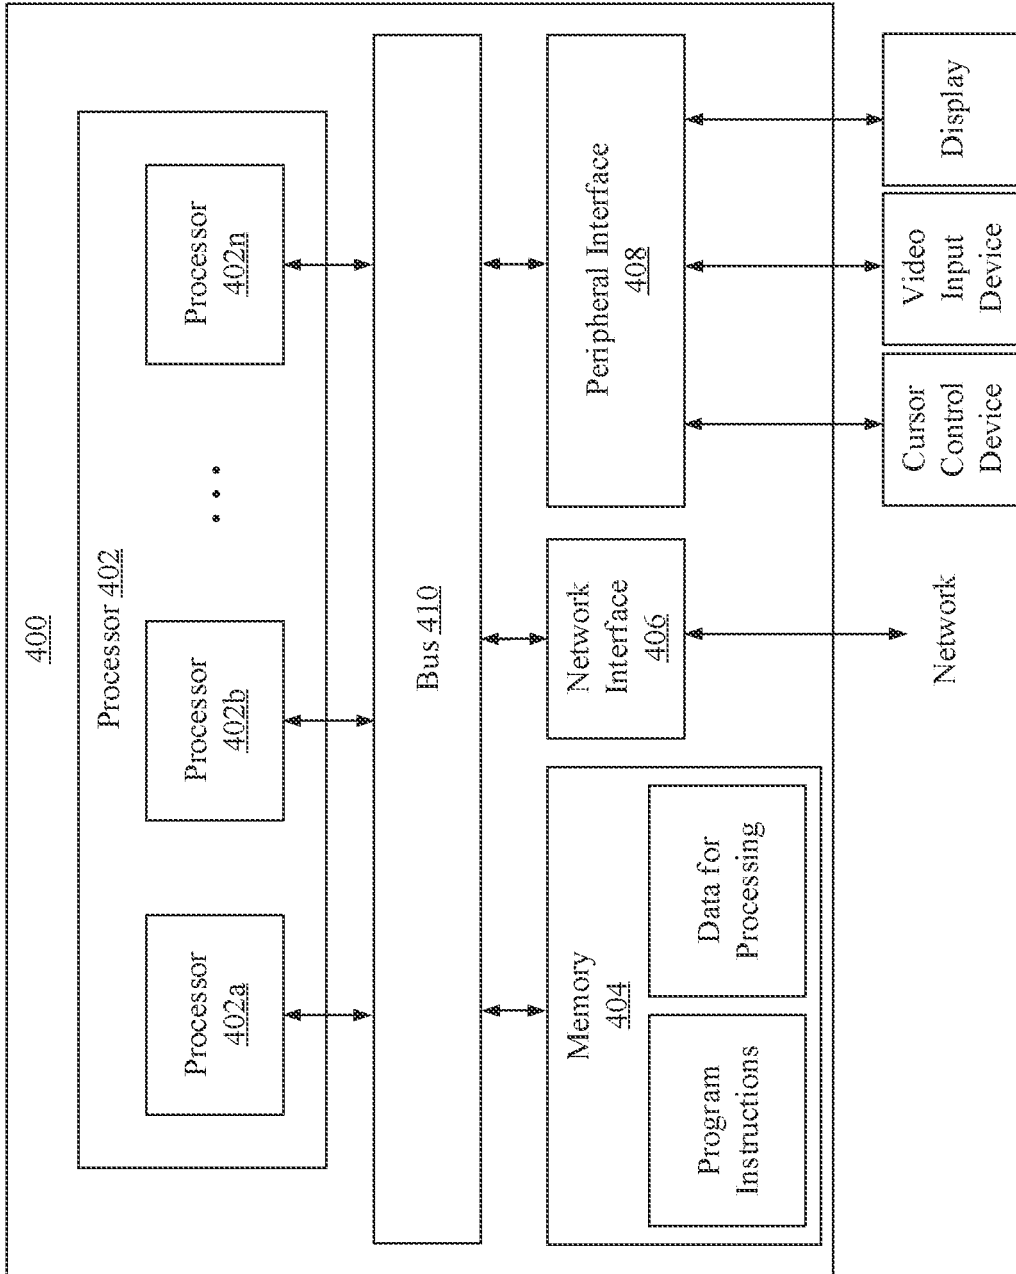 400
Processor 402
Processor
402a
Processor
402b
• • •
Processor
402n
Bus 410
Memory
404
Program
Instructions
Data for
Processing
Network
Interface
406
Peripheral Interface
408
Network
Cursor
Control
Device
Video
Input
Device
Display